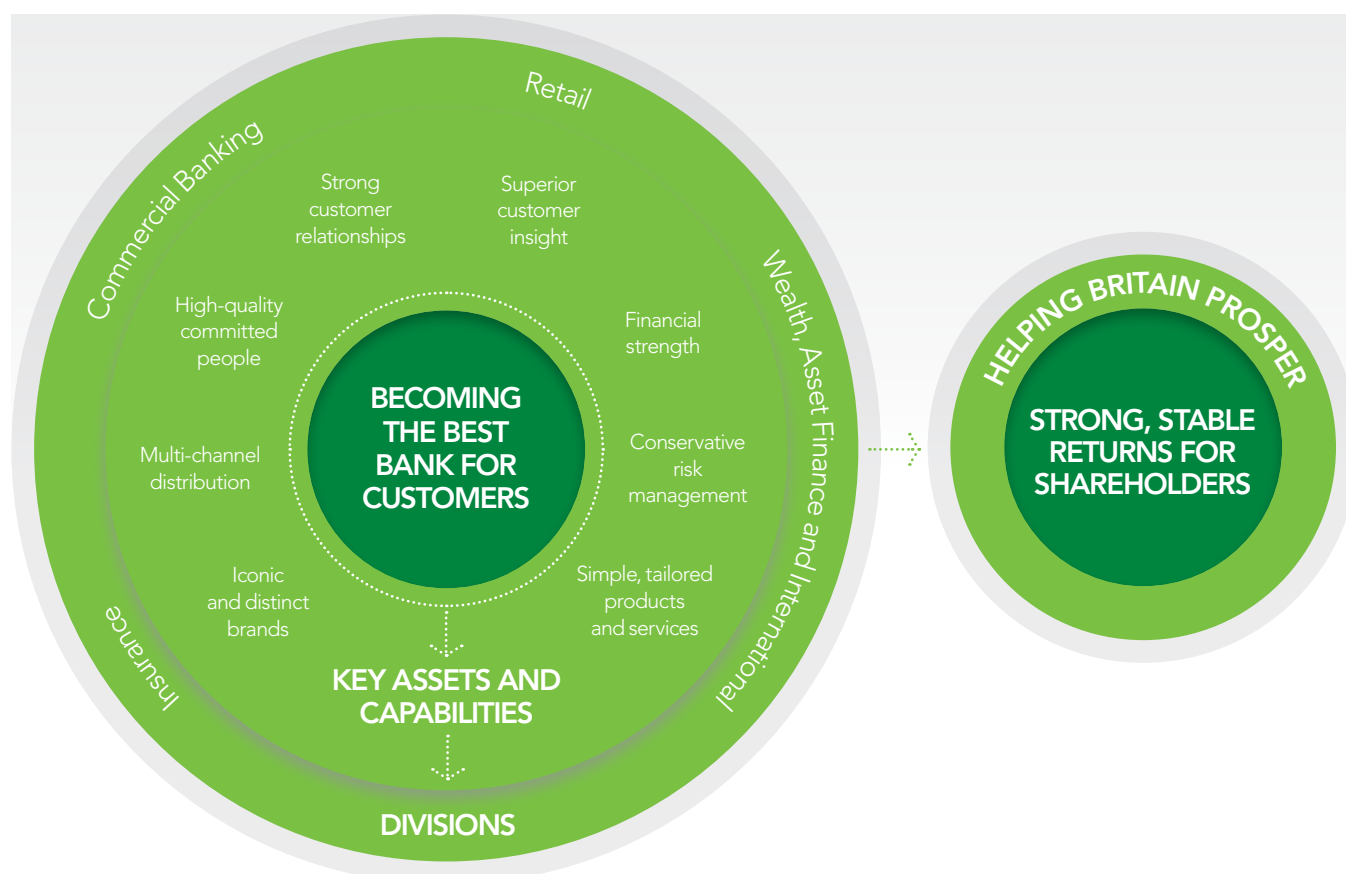 Retail
Commercial Banking
Wealth, Asset Finance and International
Insurance
Strong
customer
relationships
Superior
customer
insight
High-quality
committed
people
Financial
strength
Multi-channel
distribution
Conservative
risk
management
Iconic
and distinct
brands
Simple, tailored
products
and services
BECOMING
THE BEST
BANK FOR
CUSTOMERS
KEY ASSETS AND
CAPABILITIES
DIVISIONS
HELPING BRITAIN PROSPER
STRONG, STABLE
RETURNS FOR
SHAREHOLDERS